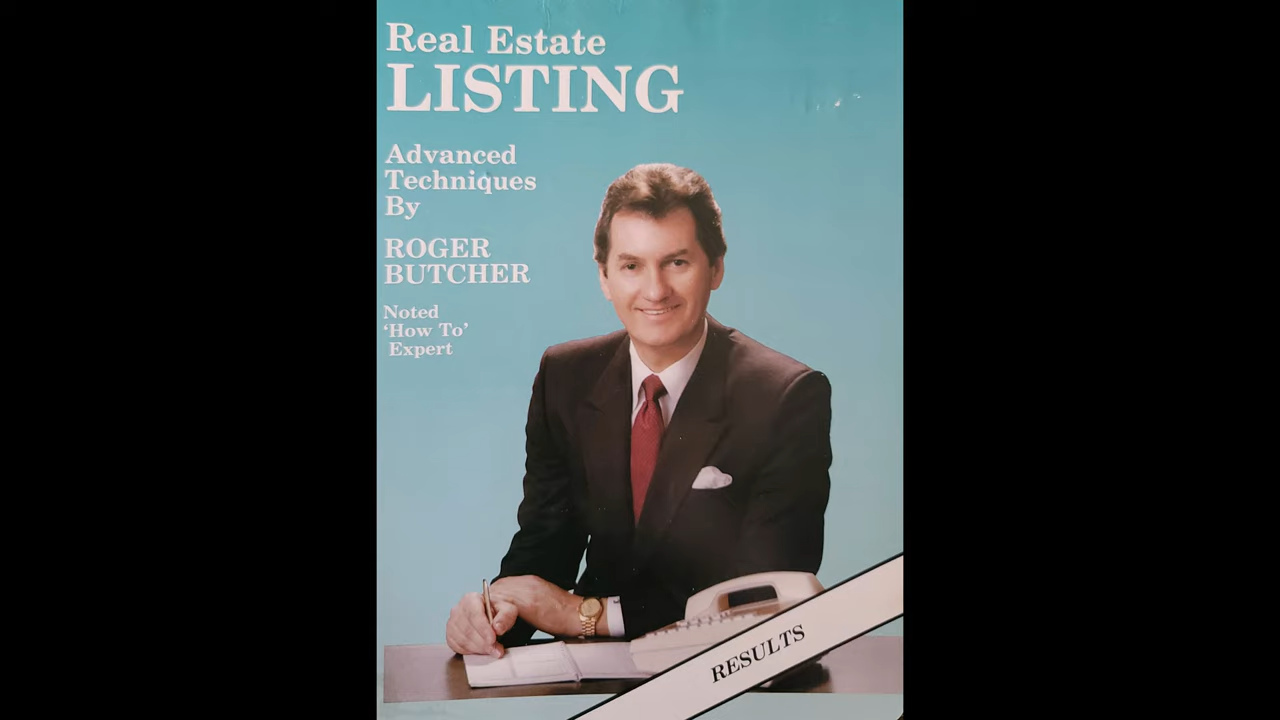 Real Estate
LISTING
Advanced
Techniques
By
ROGER
BUTCHER
Noted
‘How To’
Expert
RESULTS